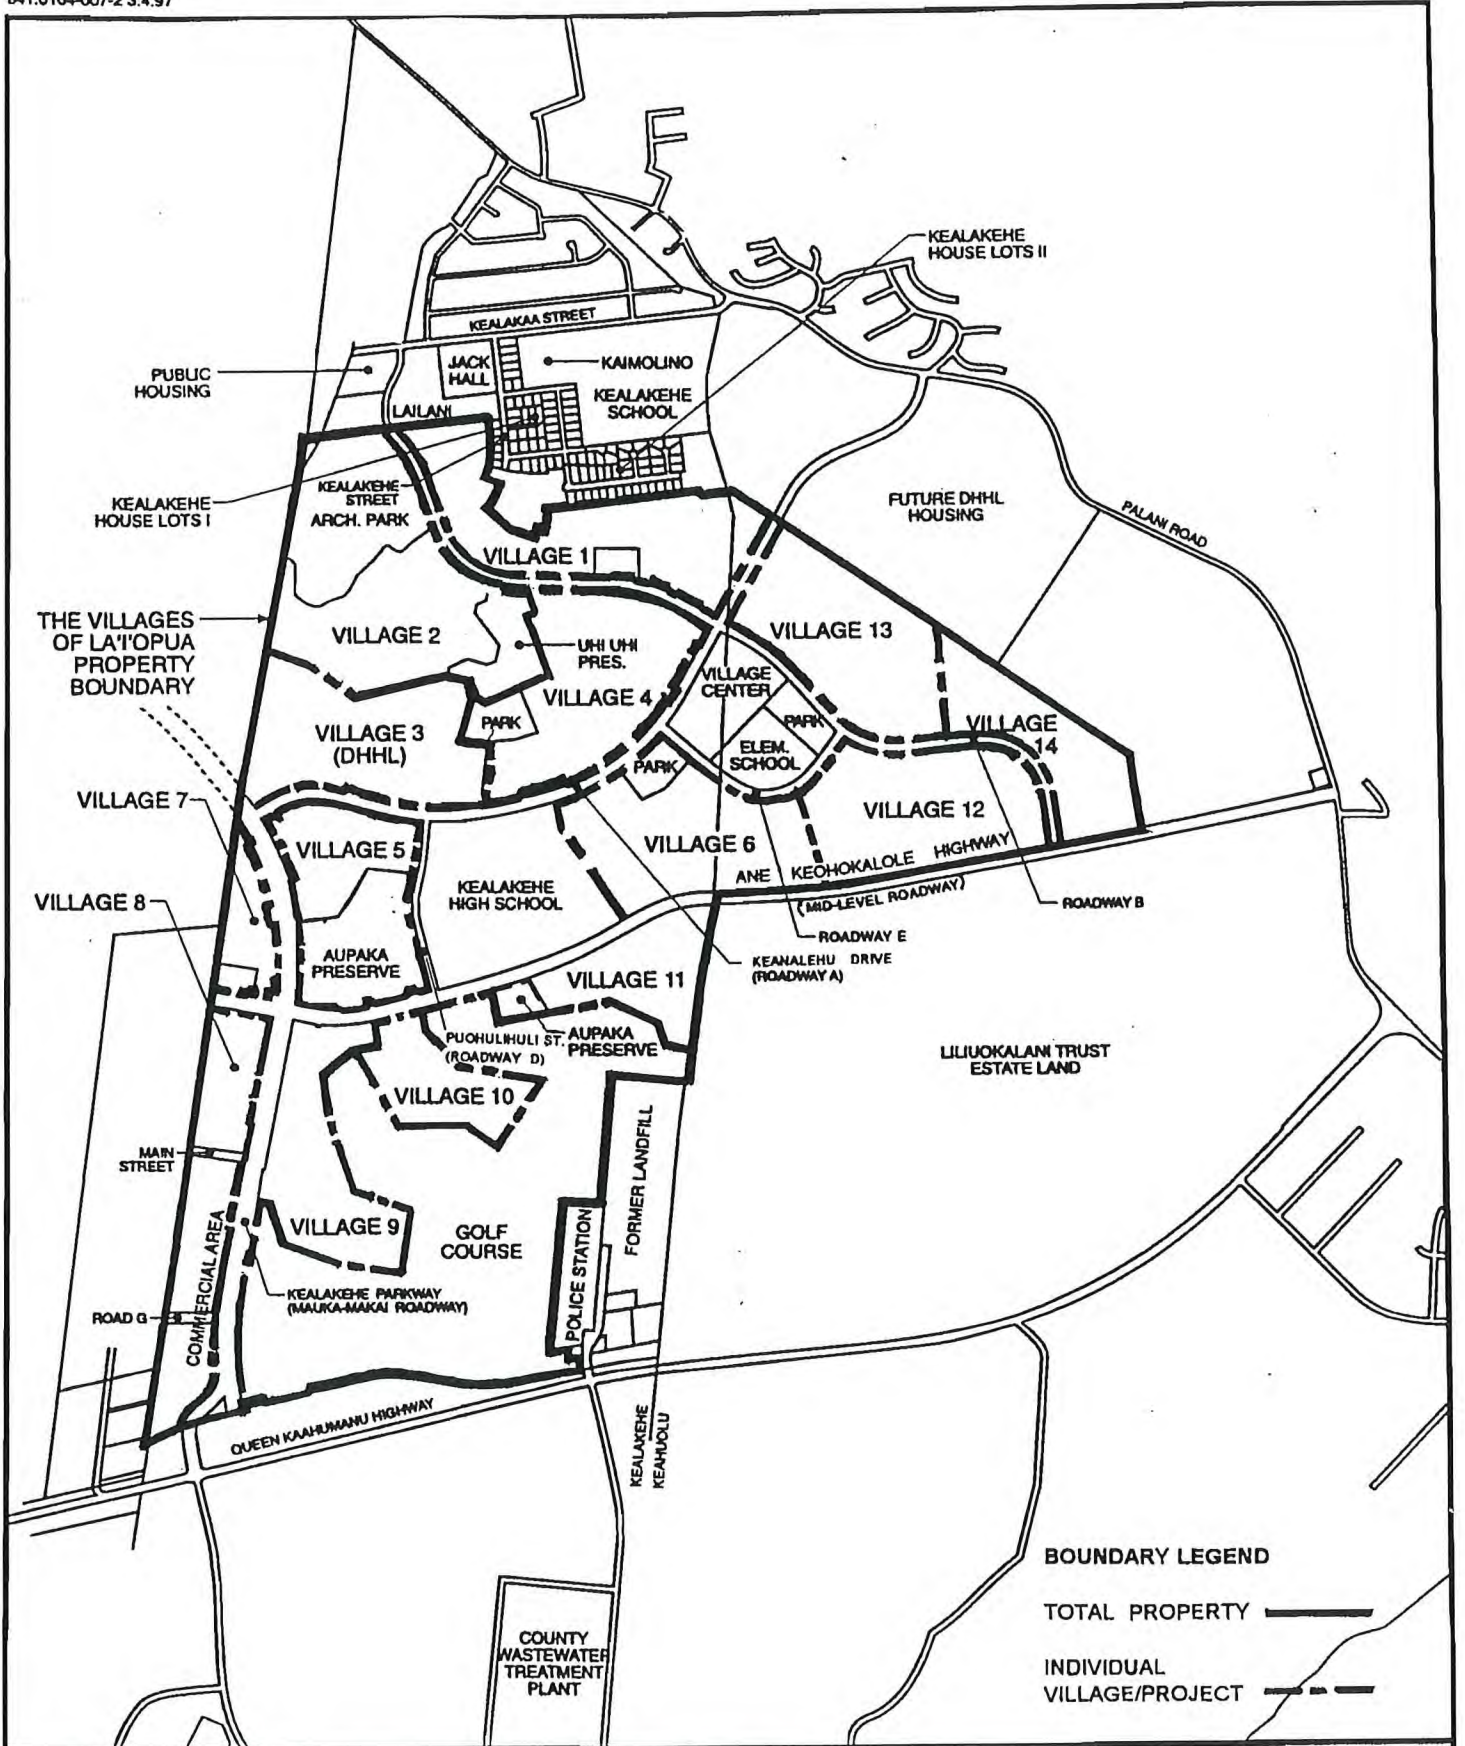 KEALAKEHE
HOUSE LOTS II
KEALAKAA STREET
PUBLIC
HOUSING
JACK
HALL
KAIMOLINO
KEALAKEHE
SCHOOL
LAILANI
KEALAKEHE
STREET
KEALAKEHE
HOUSE LOTS I
ARCH. PARK
FUTURE DHHL
HOUSING
PALANI ROAD
VILLAGE 1
THE VILLAGES
OF LA'I'OPUA
PROPERTY
BOUNDARY
VILLAGE 2
UHI UHI
PRES.
VILLAGE 13
VILLAGE
CENTER
VILLAGE 4
PARK
PARK
VILLAGE
14
VILLAGE 3
(DHHL)
ELEM.
SCHOOL
PARK
VILLAGE 7
VILLAGE 12
VILLAGE 5
VILLAGE 6
ANE KEOHOKALOLE HIGHWAY
(MID-LEVEL ROADWAY)
KEALAKEHE
HIGH SCHOOL
VILLAGE 8
ROADWAY B
ROADWAY E
AUPAKA
PRESERVE
KEANALEHU DRIVE
(ROADWAY A)
VILLAGE 11
PUOHULIHULI ST.
(ROADWAY D)
AUPAKA
PRESERVE
LILIUOKALANI TRUST
ESTATE LAND
VILLAGE 10
MAIN
STREET
FORMER LANDFILL
VILLAGE 9
GOLF
COURSE
POLICE STATION
COMMERCIAL AREA
KEALAKEHE PARKWAY
(MAUKA-MAKAI ROADWAY)
ROAD G
QUEEN KAAHUMANU HIGHWAY
KEALAKEHE
KEAHUOLU
BOUNDARY LEGEND
TOTAL PROPERTY
INDIVIDUAL
VILLAGE/PROJECT
COUNTY
WASTEWATER
TREATMENT
PLANT